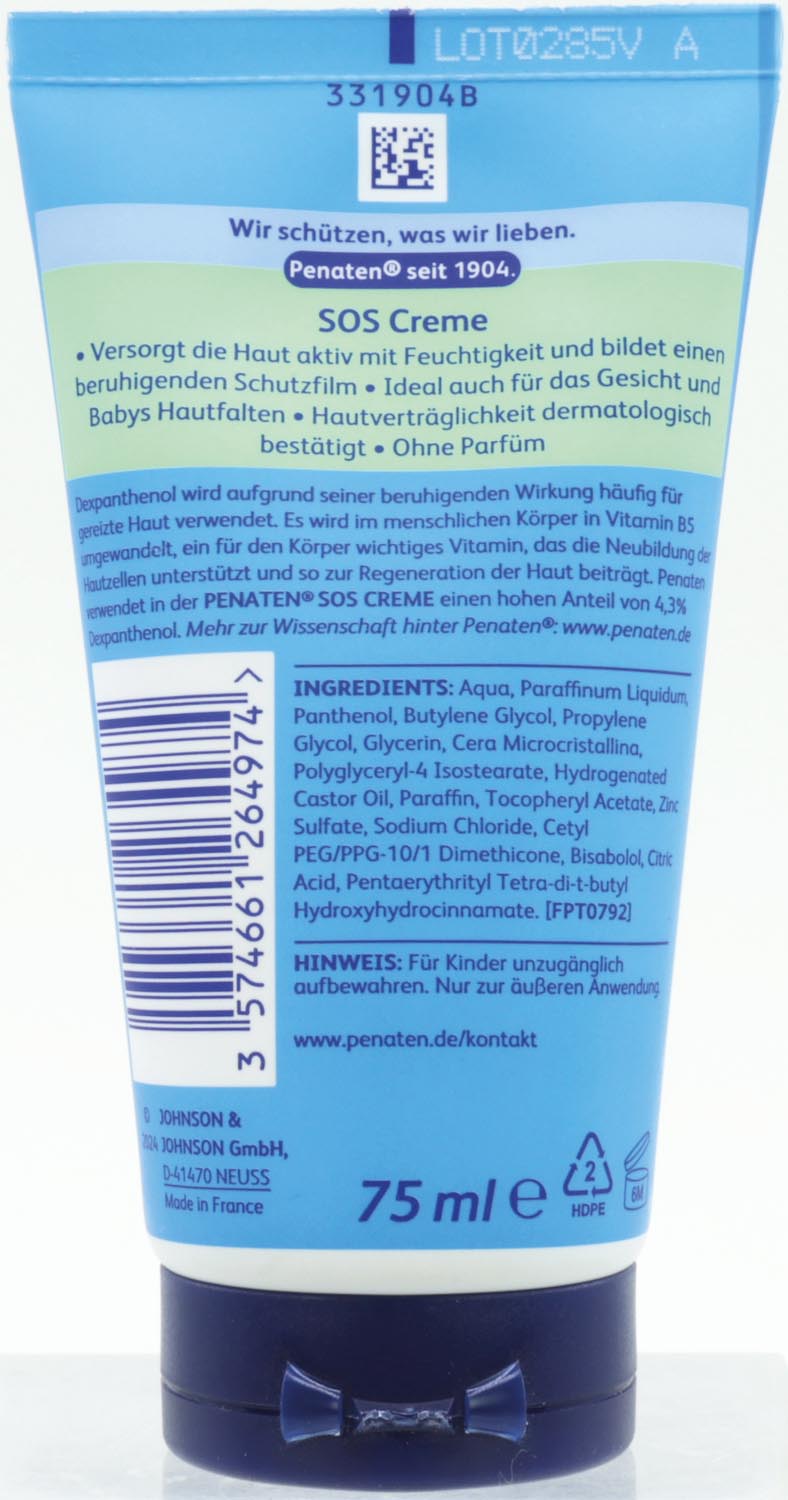 LOT0285V A
331904B
Wir schützen, was wir lieben.
Penaten® seit 1904.
SOS Creme
• Versorgt die Haut aktiv mit Feuchtigkeit und bildet einen
beruhigenden Schutzfilm • Ideal auch für das Gesicht und
Babys Hautfalten • Hautverträglichkeit dermatologisch
bestätigt • Ohne Parfüm
Dexpanthenol wird aufgrund seiner beruhigenden Wirkung häufig für
gereizte Haut verwendet. Es wird im menschlichen Körper in Vitamin B5
umgewandelt, ein für den Körper wichtiges Vitamin, das die Neubildung der
Hautzellen unterstützt und so zur Regeneration der Haut beiträgt. Penaten
verwendet in der PENATEN® SOS CREME einen hohen Anteil von 4,3%
Dexpanthenol. Mehr zur Wissenschaft hinter Penaten®: www.penaten.de
3 574661 264974 >
INGREDIENTS: Aqua, Paraffinum Liquidum,
Panthenol, Butylene Glycol, Propylene
Glycol, Glycerin, Cera Microcristallina,
Polyglyceryl-4 Isostearate, Hydrogenated
Castor Oil, Paraffin, Tocopheryl Acetate, Zinc
Sulfate, Sodium Chloride, Cetyl
PEG/PPG-10/1 Dimethicone, Bisabolol, Citric
Acid, Pentaerythrityl Tetra-di-t-butyl
Hydroxyhydrocinnamate. [FPT0792]
HINWEIS: Für Kinder unzugänglich
aufbewahren. Nur zur äußeren Anwendung
www.penaten.de/kontakt
© JOHNSON &
2024 JOHNSON GmbH,
D-41470 NEUSS
Made in France
75 ml e
2
HDPE
6M